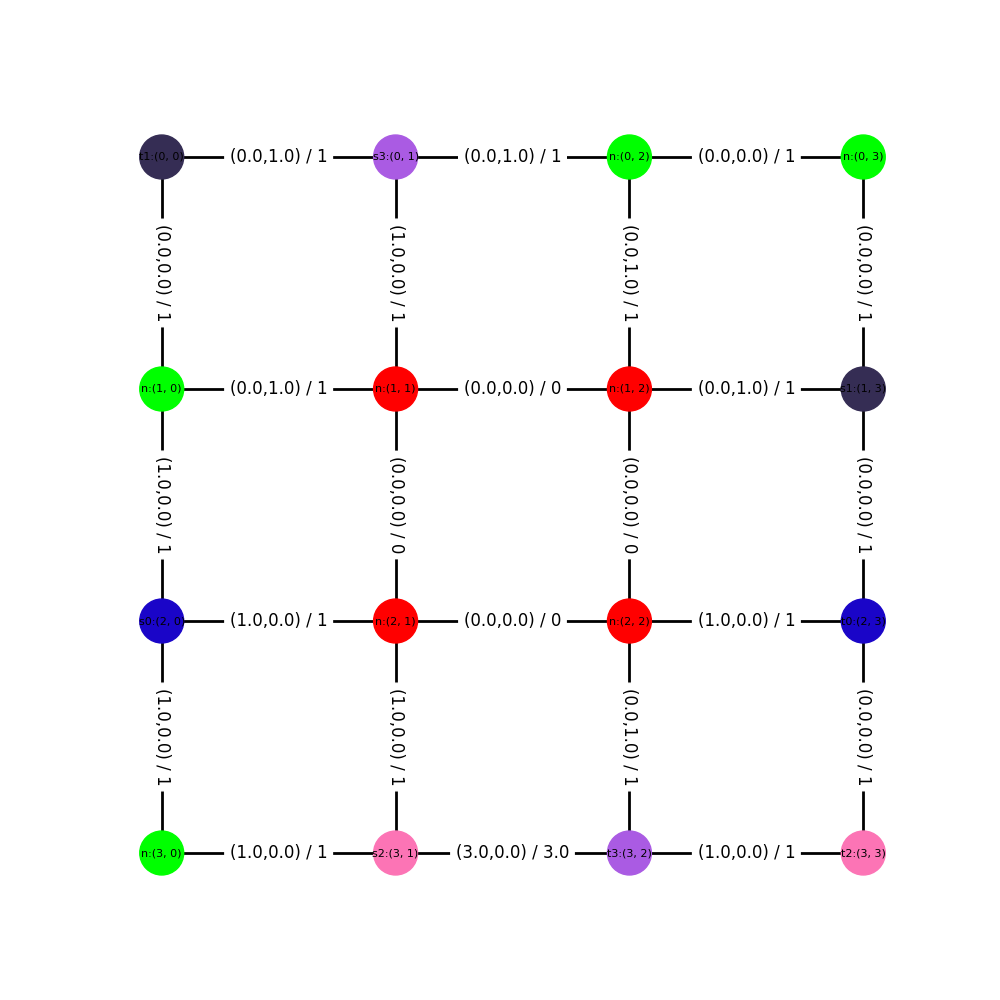 t1:(0, 0) (0.0,1.0) / 1 s3:(0, 1) (0.0,1.0) / 1 n:(0, 2) (0.0,0.0) / 1 n:(0, 3)
(0.0,0.0) / 1 (1.0,0.0) / 1 (0.0,1.0) / 1 (0.0,0.0) / 1
n:(1, 0) (0.0,1.0) / 1 n:(1, 1) (0.0,0.0) / 0 n:(1, 2) (0.0,1.0) / 1 s1:(1, 3)
(1.0,0.0) / 1 (0.0,0.0) / 0 (0.0,0.0) / 0 (0.0,0.0) / 1
s0:(2, 0) (1.0,0.0) / 1 n:(2, 1) (0.0,0.0) / 0 n:(2, 2) (1.0,0.0) / 1 t0:(2, 3)
(1.0,0.0) / 1 (1.0,0.0) / 1 (0.0,1.0) / 1 (0.0,0.0) / 1
n:(3, 0) (1.0,0.0) / 1 s2:(3, 1) (3.0,0.0) / 3.0 t3:(3, 2) (1.0,0.0) / 1 t2:(3, 3)